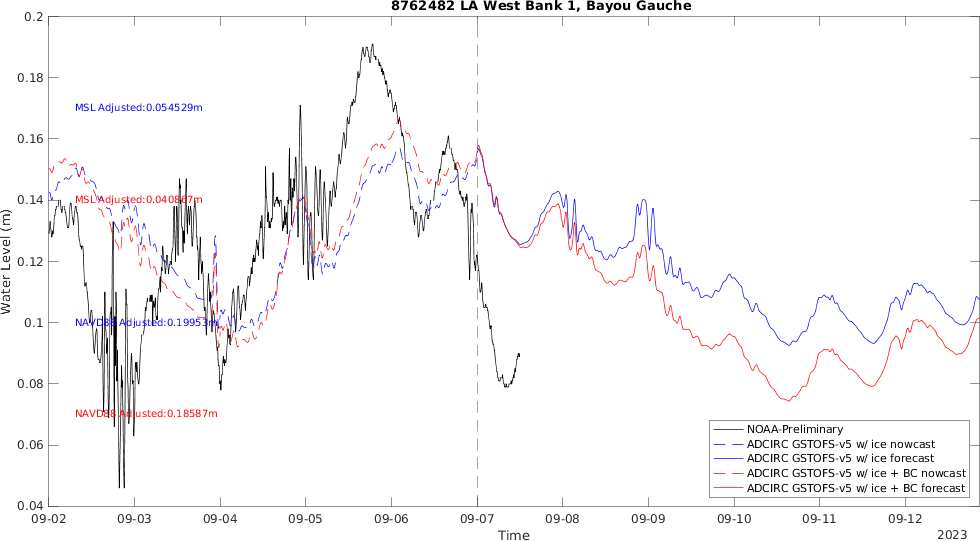 8762482 LA West Bank 1, Bayou Gauche
0.2
0.18
0.16
0.14
0.12
0.1
0.08
0.06
0.04
Water Level (m)
MSL Adjusted:0.054529m
MSL Adjusted:0.040867m
NAVD88 Adjusted:0.19953m
NAVD88 Adjusted:0.18587m
NOAA-Preliminary
ADCIRC GSTOFS-v5 w/ ice nowcast
ADCIRC GSTOFS-v5 w/ ice forecast
ADCIRC GSTOFS-v5 w/ ice + BC nowcast
ADCIRC GSTOFS-v5 w/ ice + BC forecast
09-02 09-03 09-04 09-05 09-06 09-07 09-08 09-09 09-10 09-11 09-12
Time
2023